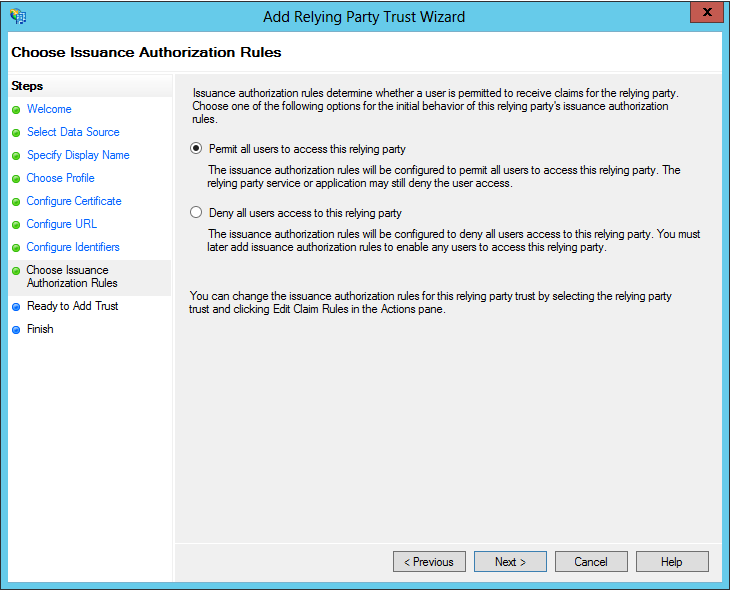 Add Relying Party Trust Wizard
x
Choose Issuance Authorization Rules
Steps
Welcome
Select Data Source
Specify Display Name
Choose Profile
Configure Certificate
Configure URL
Configure Identifiers
Choose Issuance
Authorization Rules
Ready to Add Trust
Finish
Issuance authorization rules determine whether a user is permitted to receive claims for the relying party.
Choose one of the following options for the initial behavior of this relying party's issuance authorization
rules.
Permit all users to access this relying party
The issuance authorization rules will be configured to permit all users to access this relying party. The
relying party service or application may still deny the user access.
Deny all users access to this relying party
The issuance authorization rules will be configured to deny all users access to this relying party. You must
later add issuance authorization rules to enable any users to access this relying party.
You can change the issuance authorization rules for this relying party trust by selecting the relying party
trust and clicking Edit Claim Rules in the Actions pane.
< Previous
Next >
Cancel
Help